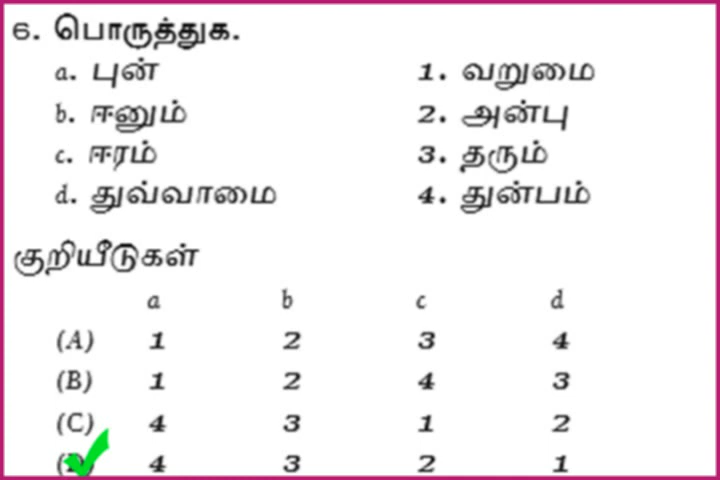 6. பொருத்துக.
a. புன் 1. வறுமை
b. ஈனும் 2. அன்பு
c. ஈரம் 3. தரும்
d. துவ்வாமை 4. துன்பம்
குறியீடுகள்
a b c d
(A) 1 2 3 4
(B) 1 2 4 3
(C) 4 3 1 2
4 3 2 1